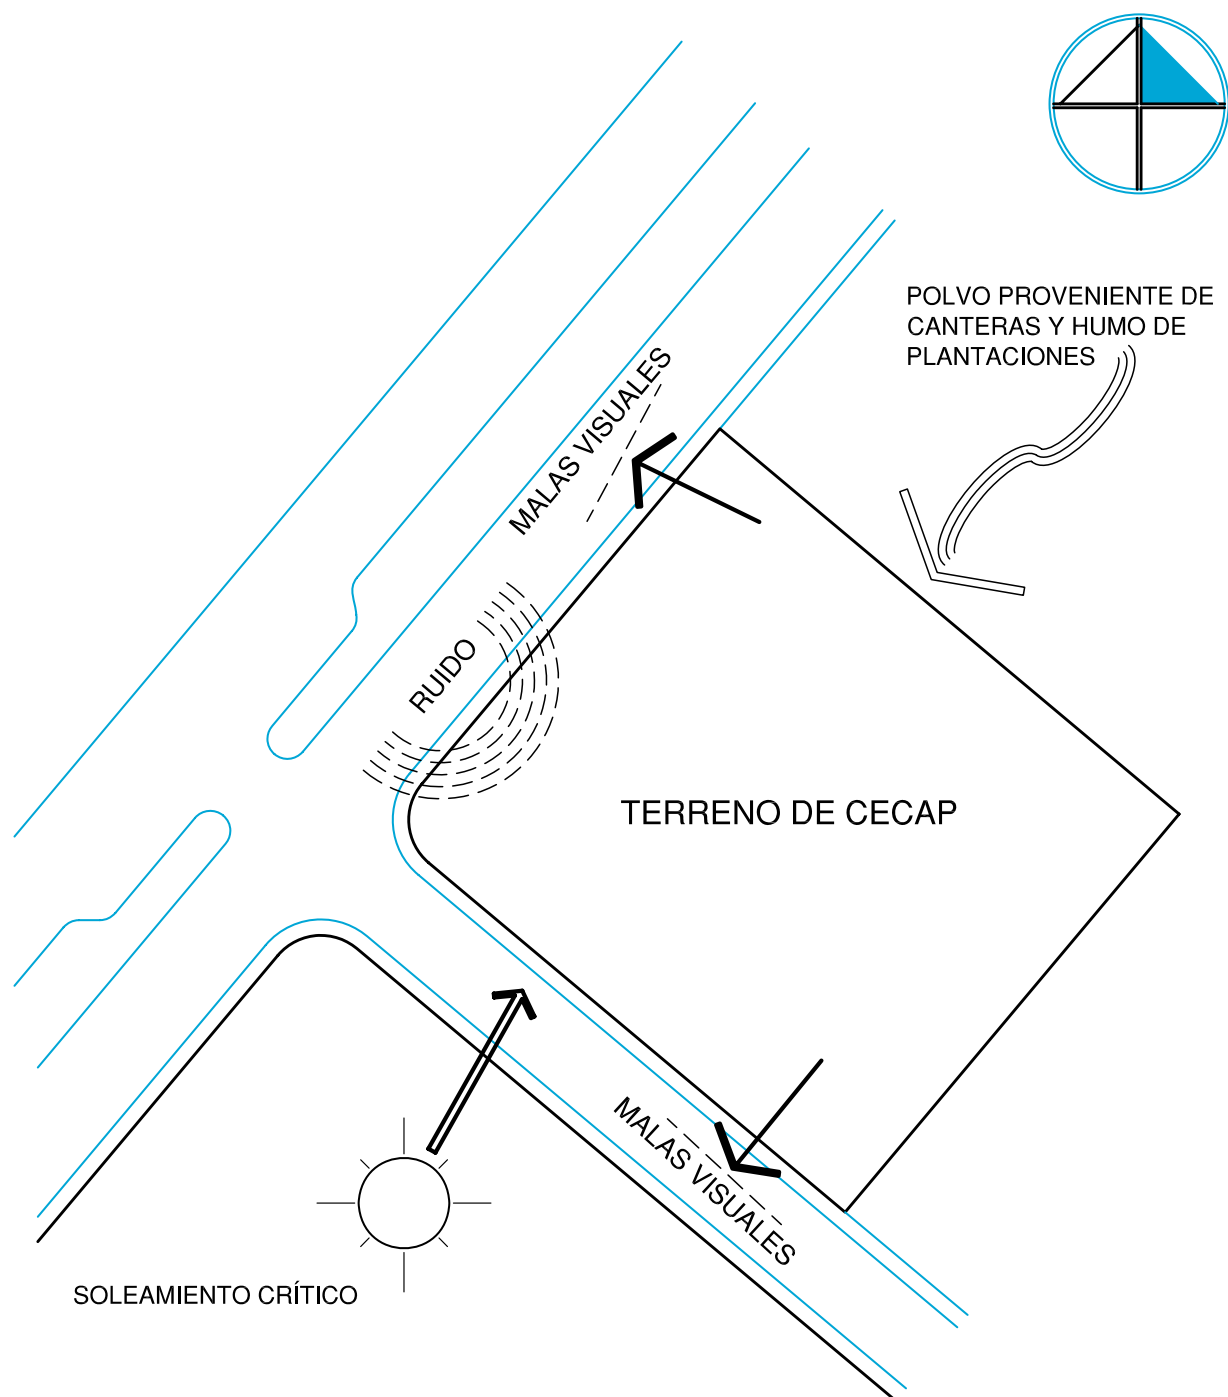 POLVO PROVENIENTE DE
CANTERAS Y HUMO DE
PLANTACIONES
MALAS VISUALES
RUIDO
TERRENO DE CECAP
MALAS VISUALES
SOLEAMIENTO CRÍTICO